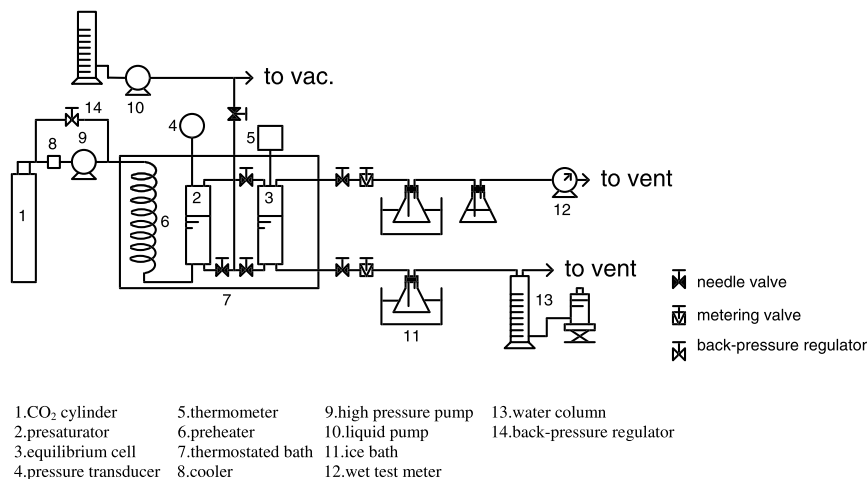 to vac.
10
14
4
5
8
9
1
2
3
6
7
to vent
12
to vent
13
11
needle valve
metering valve
back-pressure regulator
1.CO₂ cylinder 5.thermometer 9.high pressure pump 13.water column
2.presaturator 6.preheater 10.liquid pump 14.back-pressure regulator
3.equilibrium cell 7.thermostated bath 11.ice bath
4.pressure transducer 8.cooler 12.wet test meter